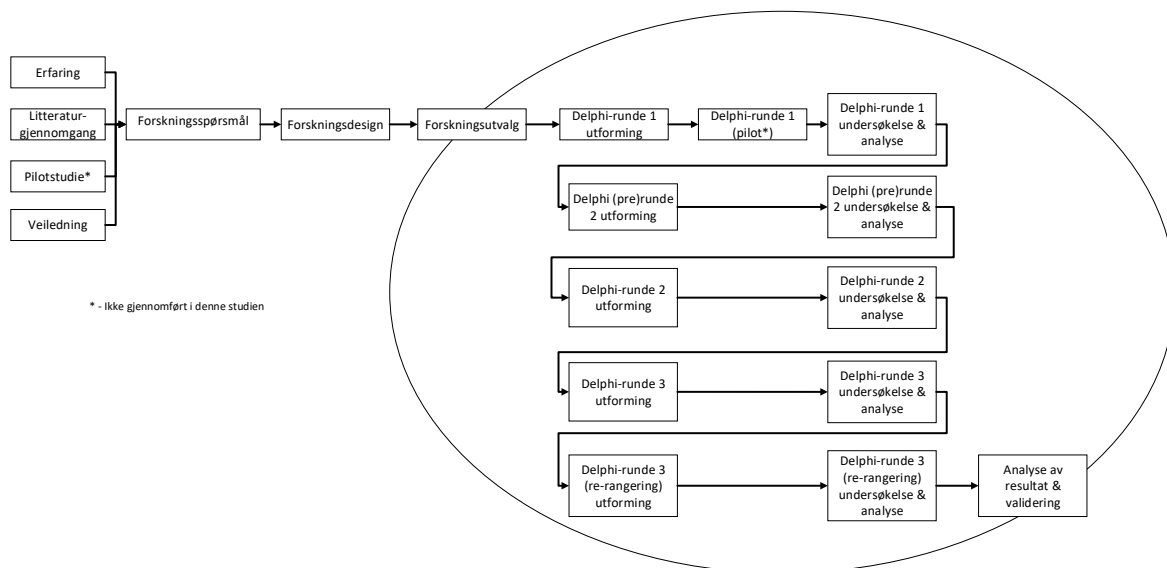 Erfaring
Litteratur-
gjennomgang
Pilotstudie*
Veiledning
Forskningsspørsmål
Forskningsdesign
Forskningsutvalg
Delphi-runde 1
utforming
Delphi-runde 1
(pilot*)
Delphi-runde 1
undersøkelse &
analyse
Delphi (pre)runde
2 utforming
Delphi (pre)runde
2 undersøkelse &
analyse
Delphi-runde 2
utforming
Delphi-runde 2
undersøkelse &
analyse
Delphi-runde 3
utforming
Delphi-runde 3
undersøkelse &
analyse
Delphi-runde 3
(re-rangering)
utforming
Delphi-runde 3
(re-rangering)
undersøkelse &
analyse
Analyse av
resultat &
validering
* - Ikke gjennomført i denne studien